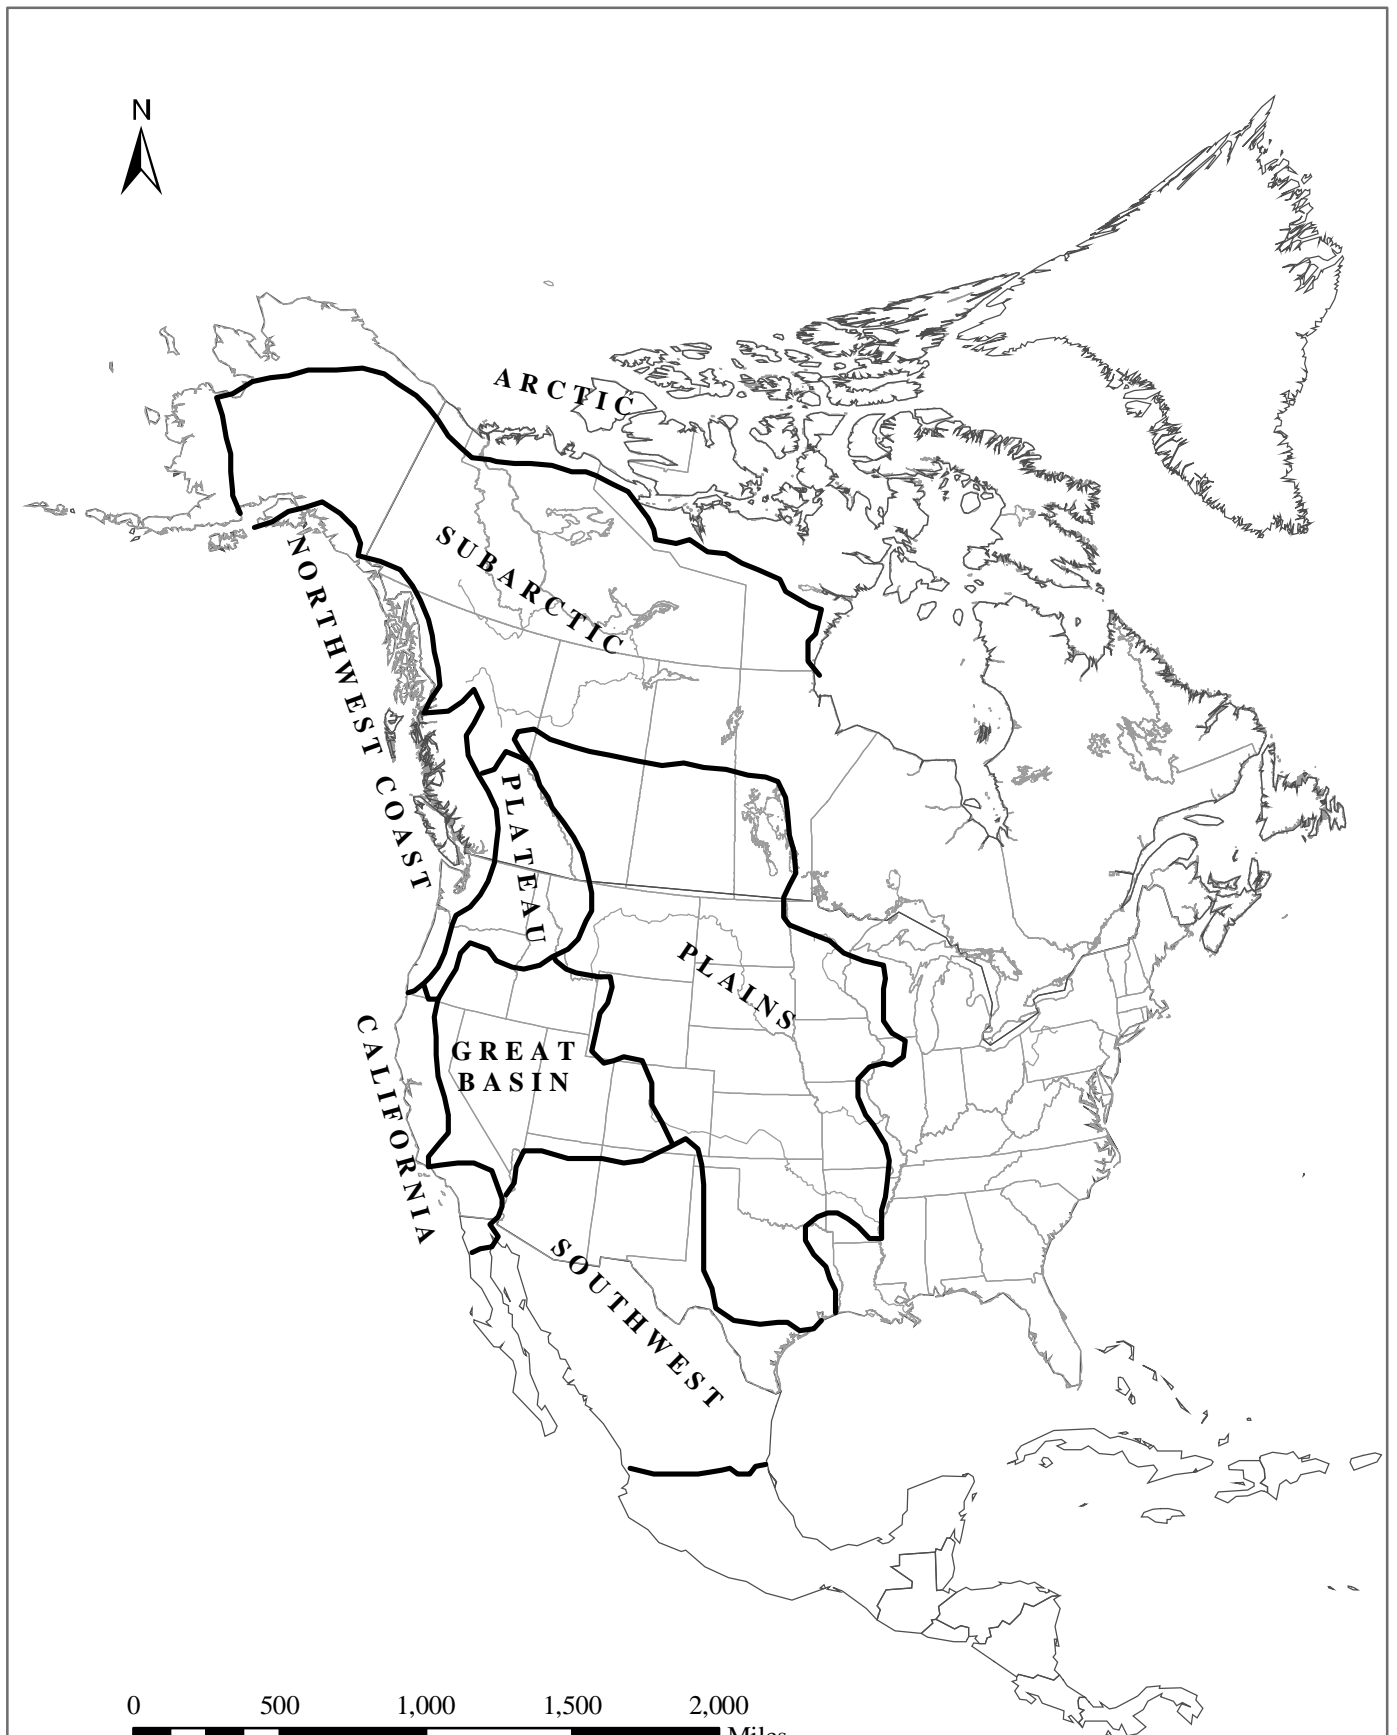 N
ARCTIC
SUBARCTIC
NORTHWEST COAST
PLATEAU
PLAINS
GREAT
BASIN
CALIFORNIA
SOUTHWEST
0 500 1,000 1,500 2,000
Miles